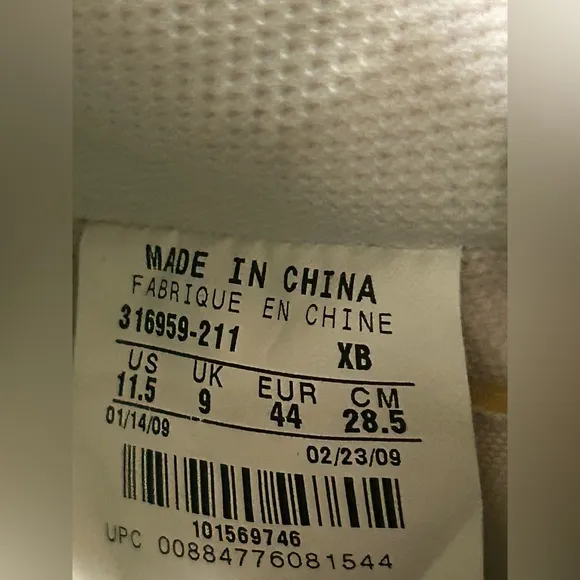 MADE IN CHINA
FABRIQUE EN CHINE
316959-211 XB
US UK EUR CM
11.5 9 44 28.5
01/14/09 02/23/09
101569746
UPC 00884776081544